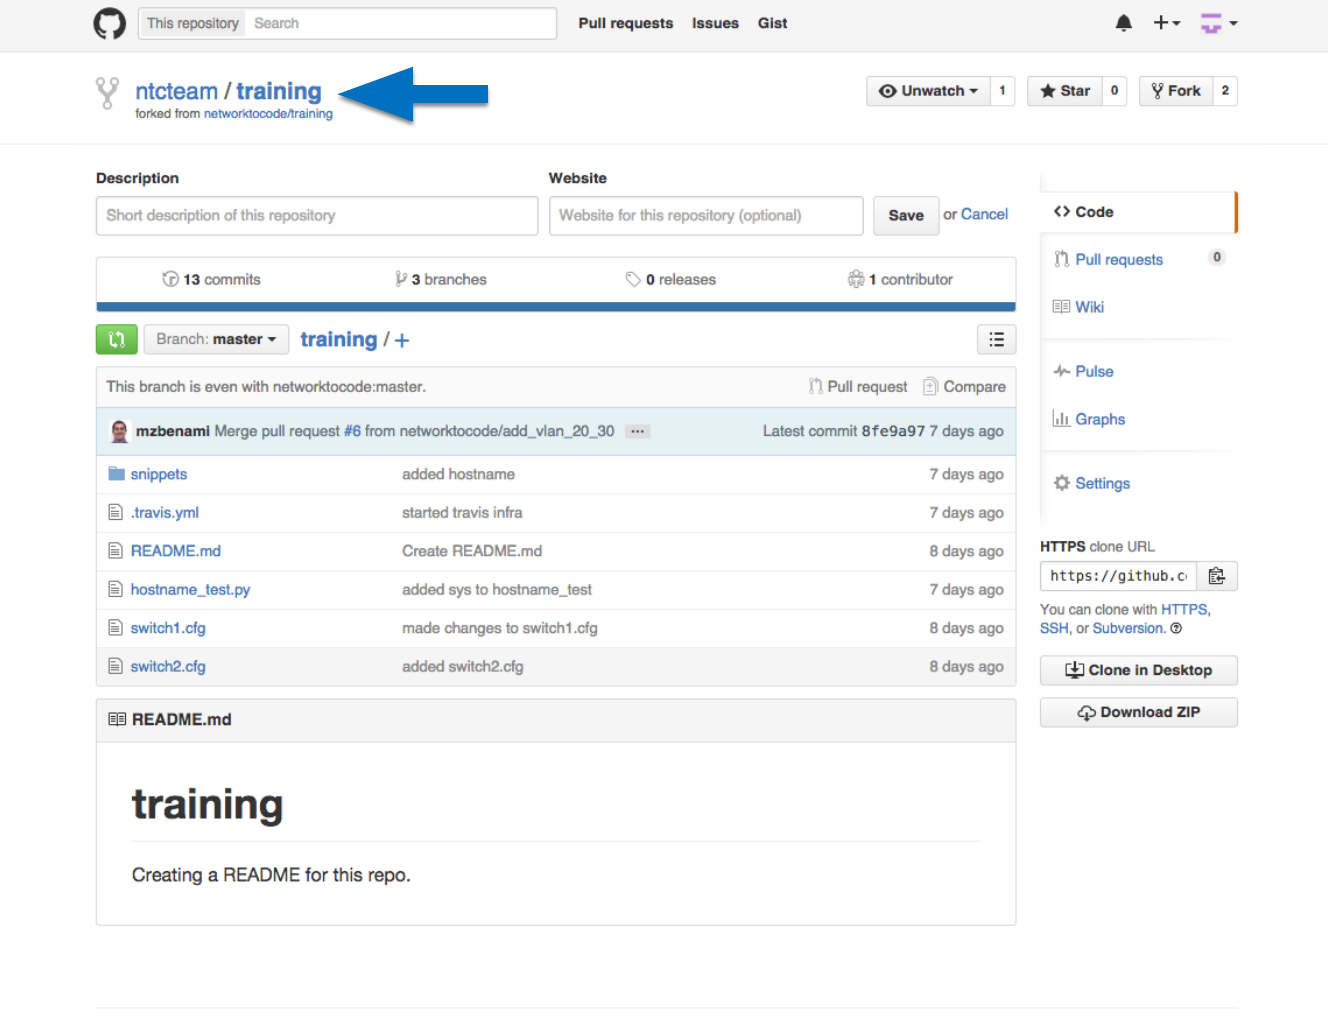 This repository Search Pull requests Issues Gist
ntcteam / training Unwatch 1 Star 0 Fork 2
forked from networktocode/training
Description Website
Short description of this repository Website for this repository (optional) Save or Cancel
13 commits 3 branches 0 releases 1 contributor
Branch: master training / +
This branch is even with networktocode:master. Pull request Compare
mzbenami Merge pull request #6 from networktocode/add_vlan_20_30 ... Latest commit 8fe9a97 7 days ago
snippets added hostname 7 days ago
.travis.yml started travis infra 7 days ago
README.md Create README.md 8 days ago
hostname_test.py added sys to hostname_test 7 days ago
switch1.cfg made changes to switch1.cfg 8 days ago
switch2.cfg added switch2.cfg 8 days ago
README.md
training
Creating a README for this repo.
Code
Pull requests 0
Wiki
Pulse
Graphs
Settings
HTTPS clone URL
https://github.c
You can clone with HTTPS,
SSH, or Subversion.
Clone in Desktop
Download ZIP